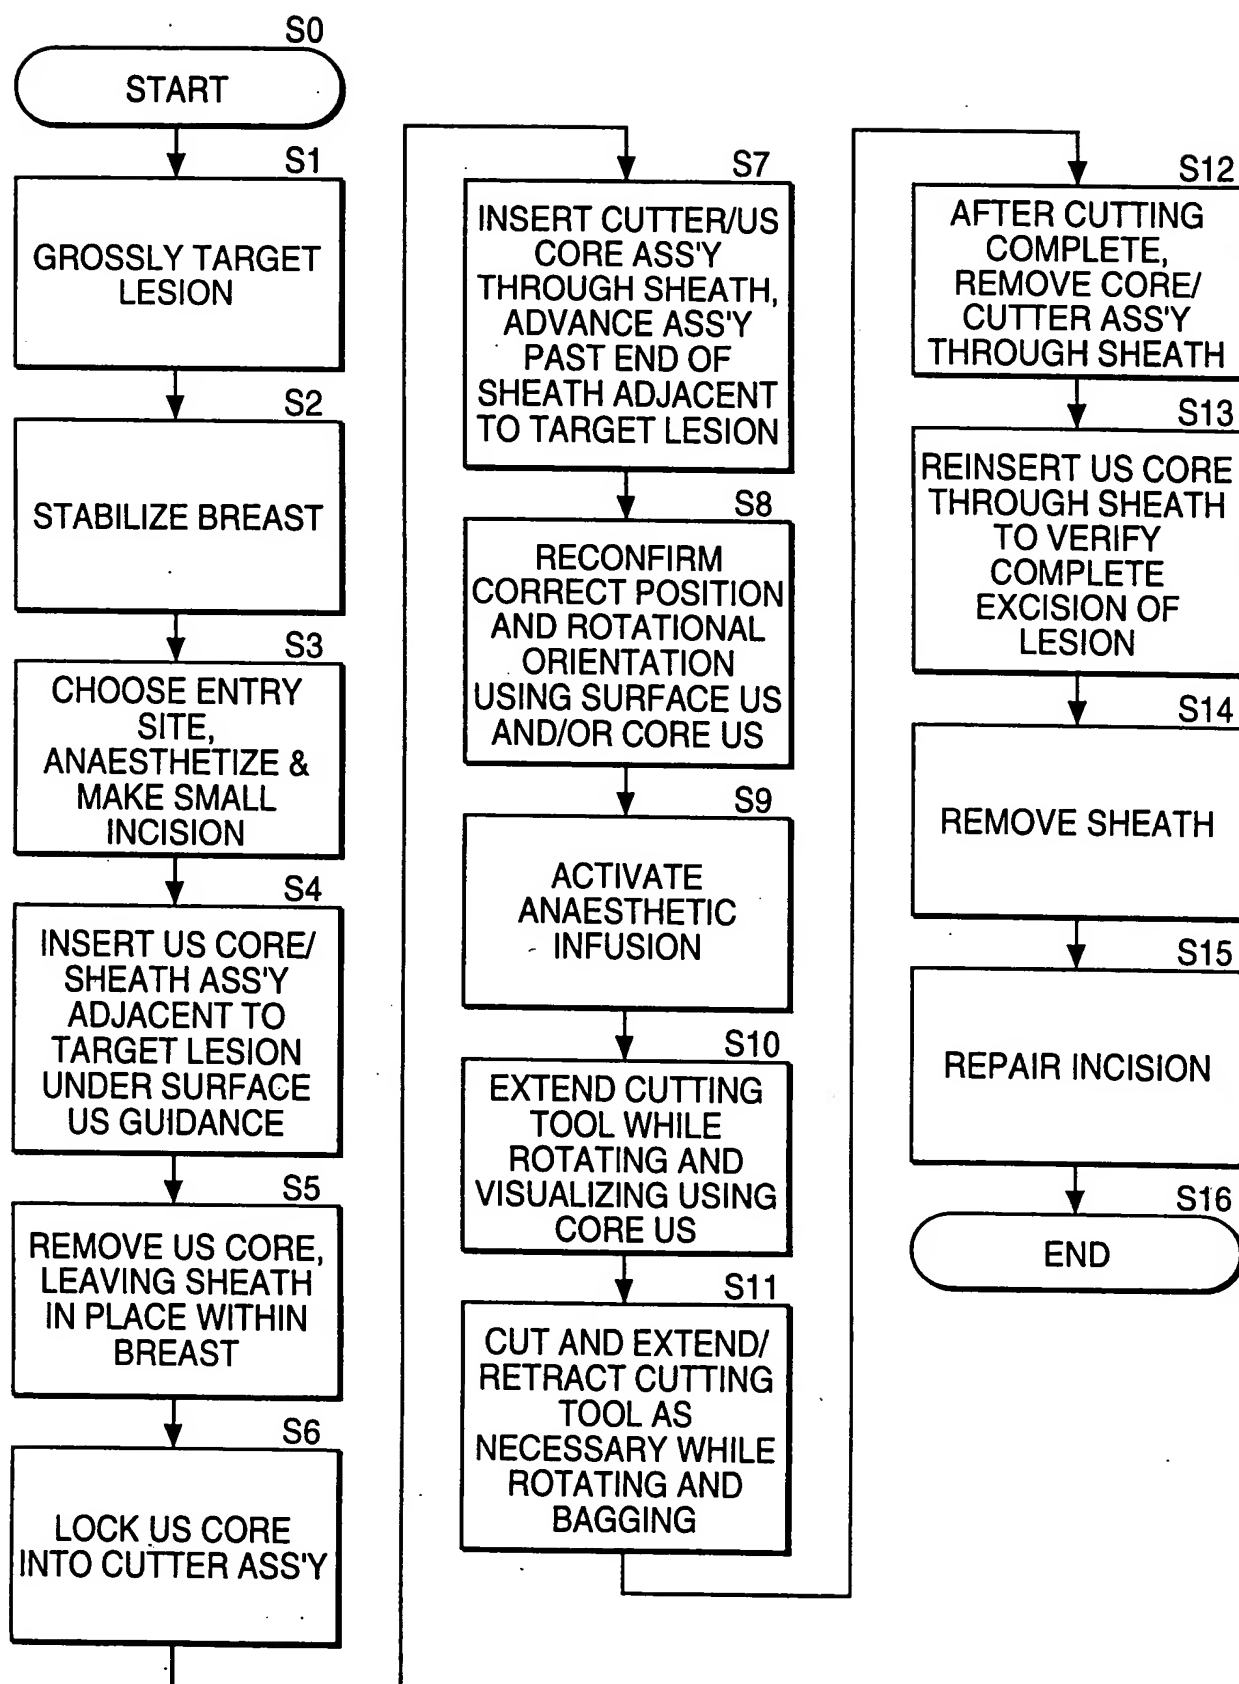 S0
START
S1
GROSSLY TARGET
LESION
S2
STABILIZE BREAST
S3
CHOOSE ENTRY
SITE,
ANAESTHETIZE &
MAKE SMALL
INCISION
S4
INSERT US CORE/
SHEATH ASS'Y
ADJACENT TO
TARGET LESION
UNDER SURFACE
US GUIDANCE
S5
REMOVE US CORE,
LEAVING SHEATH
IN PLACE WITHIN
BREAST
S6
LOCK US CORE
INTO CUTTER ASS'Y
S7
INSERT CUTTER/US
CORE ASS'Y
THROUGH SHEATH,
ADVANCE ASS'Y
PAST END OF
SHEATH ADJACENT
TO TARGET LESION
S8
RECONFIRM
CORRECT POSITION
AND ROTATIONAL
ORIENTATION
USING SURFACE US
AND/OR CORE US
S9
ACTIVATE
ANAESTHETIC
INFUSION
S10
EXTEND CUTTING
TOOL WHILE
ROTATING AND
VISUALIZING USING
CORE US
S11
CUT AND EXTEND/
RETRACT CUTTING
TOOL AS
NECESSARY WHILE
ROTATING AND
BAGGING
S12
AFTER CUTTING
COMPLETE,
REMOVE CORE/
CUTTER ASS'Y
THROUGH SHEATH
S13
REINSERT US CORE
THROUGH SHEATH
TO VERIFY
COMPLETE
EXCISION OF
LESION
S14
REMOVE SHEATH
S15
REPAIR INCISION
S16
END